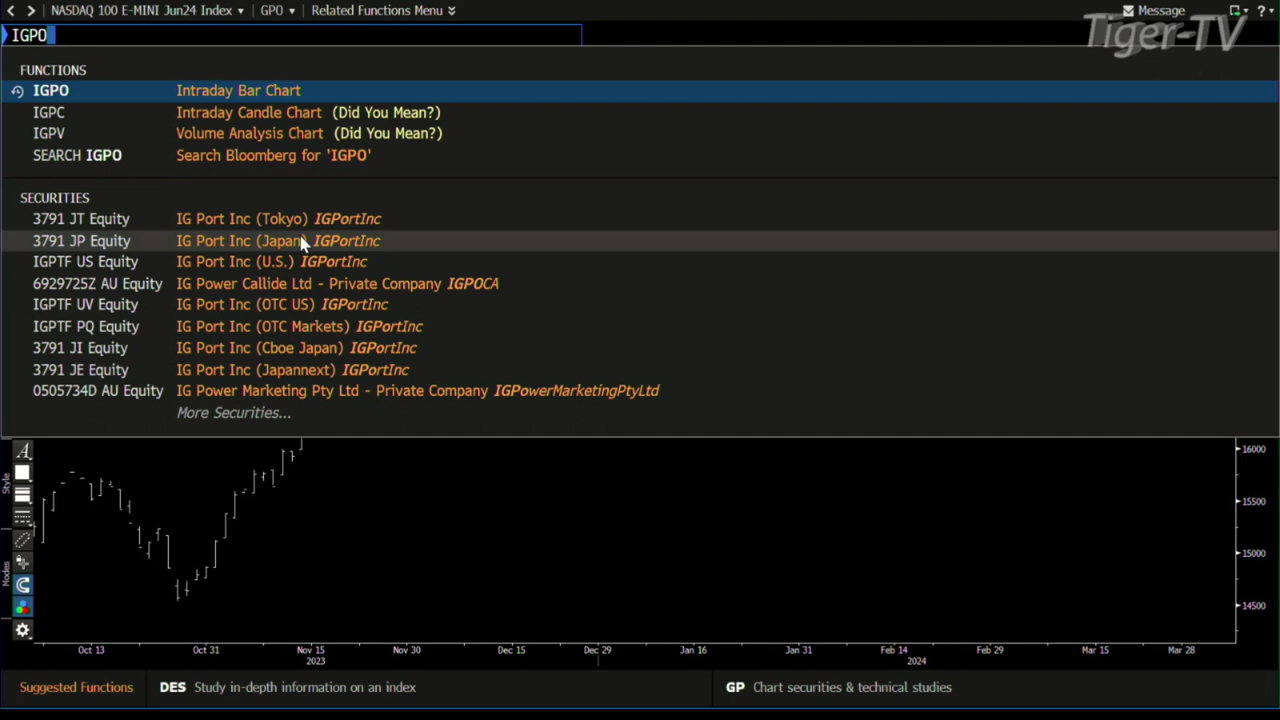 NASDAQ 100 E-MINI Jun24 Index GPO Related Functions Menu Message ?
IGPO
Tiger-TV
FUNCTIONS
IGPO Intraday Bar Chart
IGPC Intraday Candle Chart (Did You Mean?)
IGPV Volume Analysis Chart (Did You Mean?)
SEARCH IGPO Search Bloomberg for 'IGPO'
SECURITIES
3791 JT Equity IG Port Inc (Tokyo) IGPortInc
3791 JP Equity IG Port Inc (Japan) IGPortInc
IGPTF US Equity IG Port Inc (U.S.) IGPortInc
6929725Z AU Equity IG Power Callide Ltd - Private Company IGPOCA
IGPTF UV Equity IG Port Inc (OTC US) IGPortInc
IGPTF PQ Equity IG Port Inc (OTC Markets) IGPortInc
3791 JI Equity IG Port Inc (Cboe Japan) IGPortInc
3791 JE Equity IG Port Inc (Japannext) IGPortInc
0505734D AU Equity IG Power Marketing Pty Ltd - Private Company IGPowerMarketingPtyLtd
More Securities...
A
Style
Modes
16000
15500
15000
14500
Oct 13 Oct 31 Nov 15 Nov 30 Dec 15 Dec 29 Jan 16 Jan 31 Feb 14 Feb 29 Mar 15 Mar 28
2023 2024
Suggested Functions DES Study in-depth information on an index GP Chart securities & technical studies